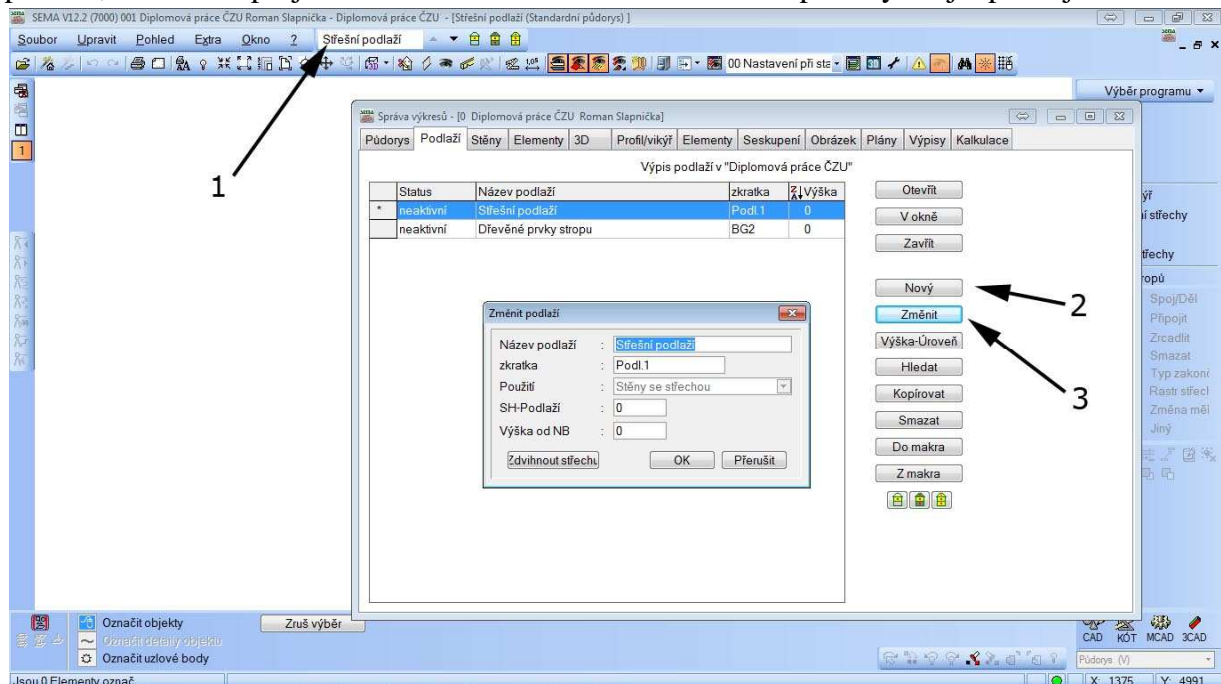 SEMA V12.2 (7000) 001 Diplomová práce ČZU Roman Slapnička - Diplomová práce ČZU - [Střešní podlaží (Standardní půdorys) ]
Soubor Upravit Pohled Extra Okno ? Střešní podlaží
00 Nastavení při sta
Výběr programu
1
Správa výkresů - [0 Diplomová práce ČZU Roman Slapnička]
Půdorys Podlaží Stěny Elementy 3D Profil/vikýř Elementy Seskupení Obrázek Plány Výpisy Kalkulace
1
Výpis podlaží v "Diplomová práce ČZU"
Status Název podlaží zkratka Výška
* neaktivní Střešní podlaží Podl.1 0
neaktivní Dřevěné prvky stropu BG2 0
Otevřít
V okně
Zavřít
Nový
Změnit
Výška-Úroveň
Hledat
Kopírovat
Smazat
Do makra
Z makra
2
3
Změnit podlaží
Název podlaží : Střešní podlaží
zkratka : Podl.1
Použití : Stěny se střechou
SH-Podlaží : 0
Výška od NB : 0
Zdvihnout střechu OK Přerušit
ýř
ní střechy
třechy
ropů
Spoj/Děl
Připojit
Zrcadlit
Smazat
Typ zakonč
Rastr střecl
Změna měi
Jiný
Označit objekty Zruš výběr
Označit detaily objektu
Označit uzlové body
CAD KÓT MCAD 3CAD
Půdorys (V)
Jsou 0 Elementy označ.
X: 1375 Y: 4991